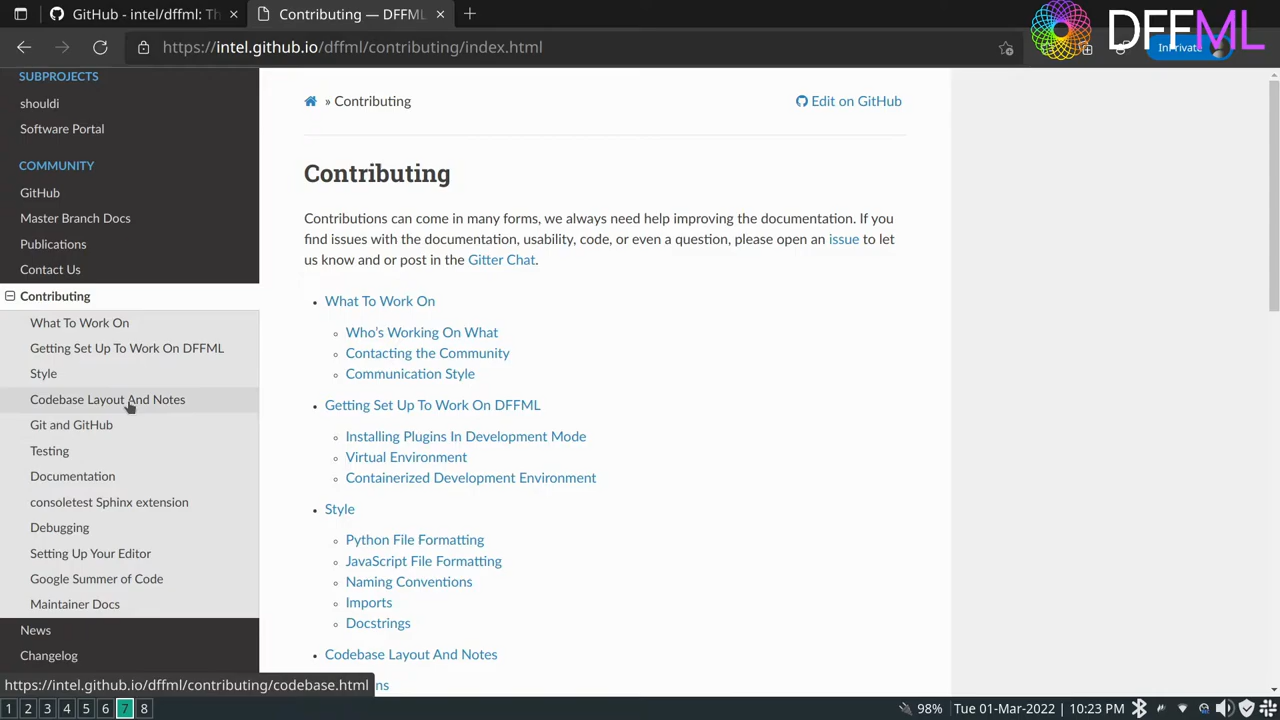 GitHub - intel/dffml: Th
Contributing — DFFML
DFFML
https://intel.github.io/dffml/contributing/index.html
InPrivate
SUBPROJECTS
shouldi
Software Portal
COMMUNITY
GitHub
Master Branch Docs
Publications
Contact Us
Contributing
What To Work On
Getting Set Up To Work On DFFML
Style
Codebase Layout And Notes
Git and GitHub
Testing
Documentation
consoletest Sphinx extension
Debugging
Setting Up Your Editor
Google Summer of Code
Maintainer Docs
News
Changelog
» Contributing
Edit on GitHub
Contributing
Contributions can come in many forms, we always need help improving the documentation. If you
find issues with the documentation, usability, code, or even a question, please open an issue to let
us know and or post in the Gitter Chat.
• What To Work On
◦ Who's Working On What
◦ Contacting the Community
◦ Communication Style
• Getting Set Up To Work On DFFML
◦ Installing Plugins In Development Mode
◦ Virtual Environment
◦ Containerized Development Environment
• Style
◦ Python File Formatting
◦ JavaScript File Formatting
◦ Naming Conventions
◦ Imports
◦ Docstrings
• Codebase Layout And Notes
https://intel.github.io/dffml/contributing/codebase.html
1 2 3 4 5 6 7 8
98% Tue 01-Mar-2022 10:23 PM